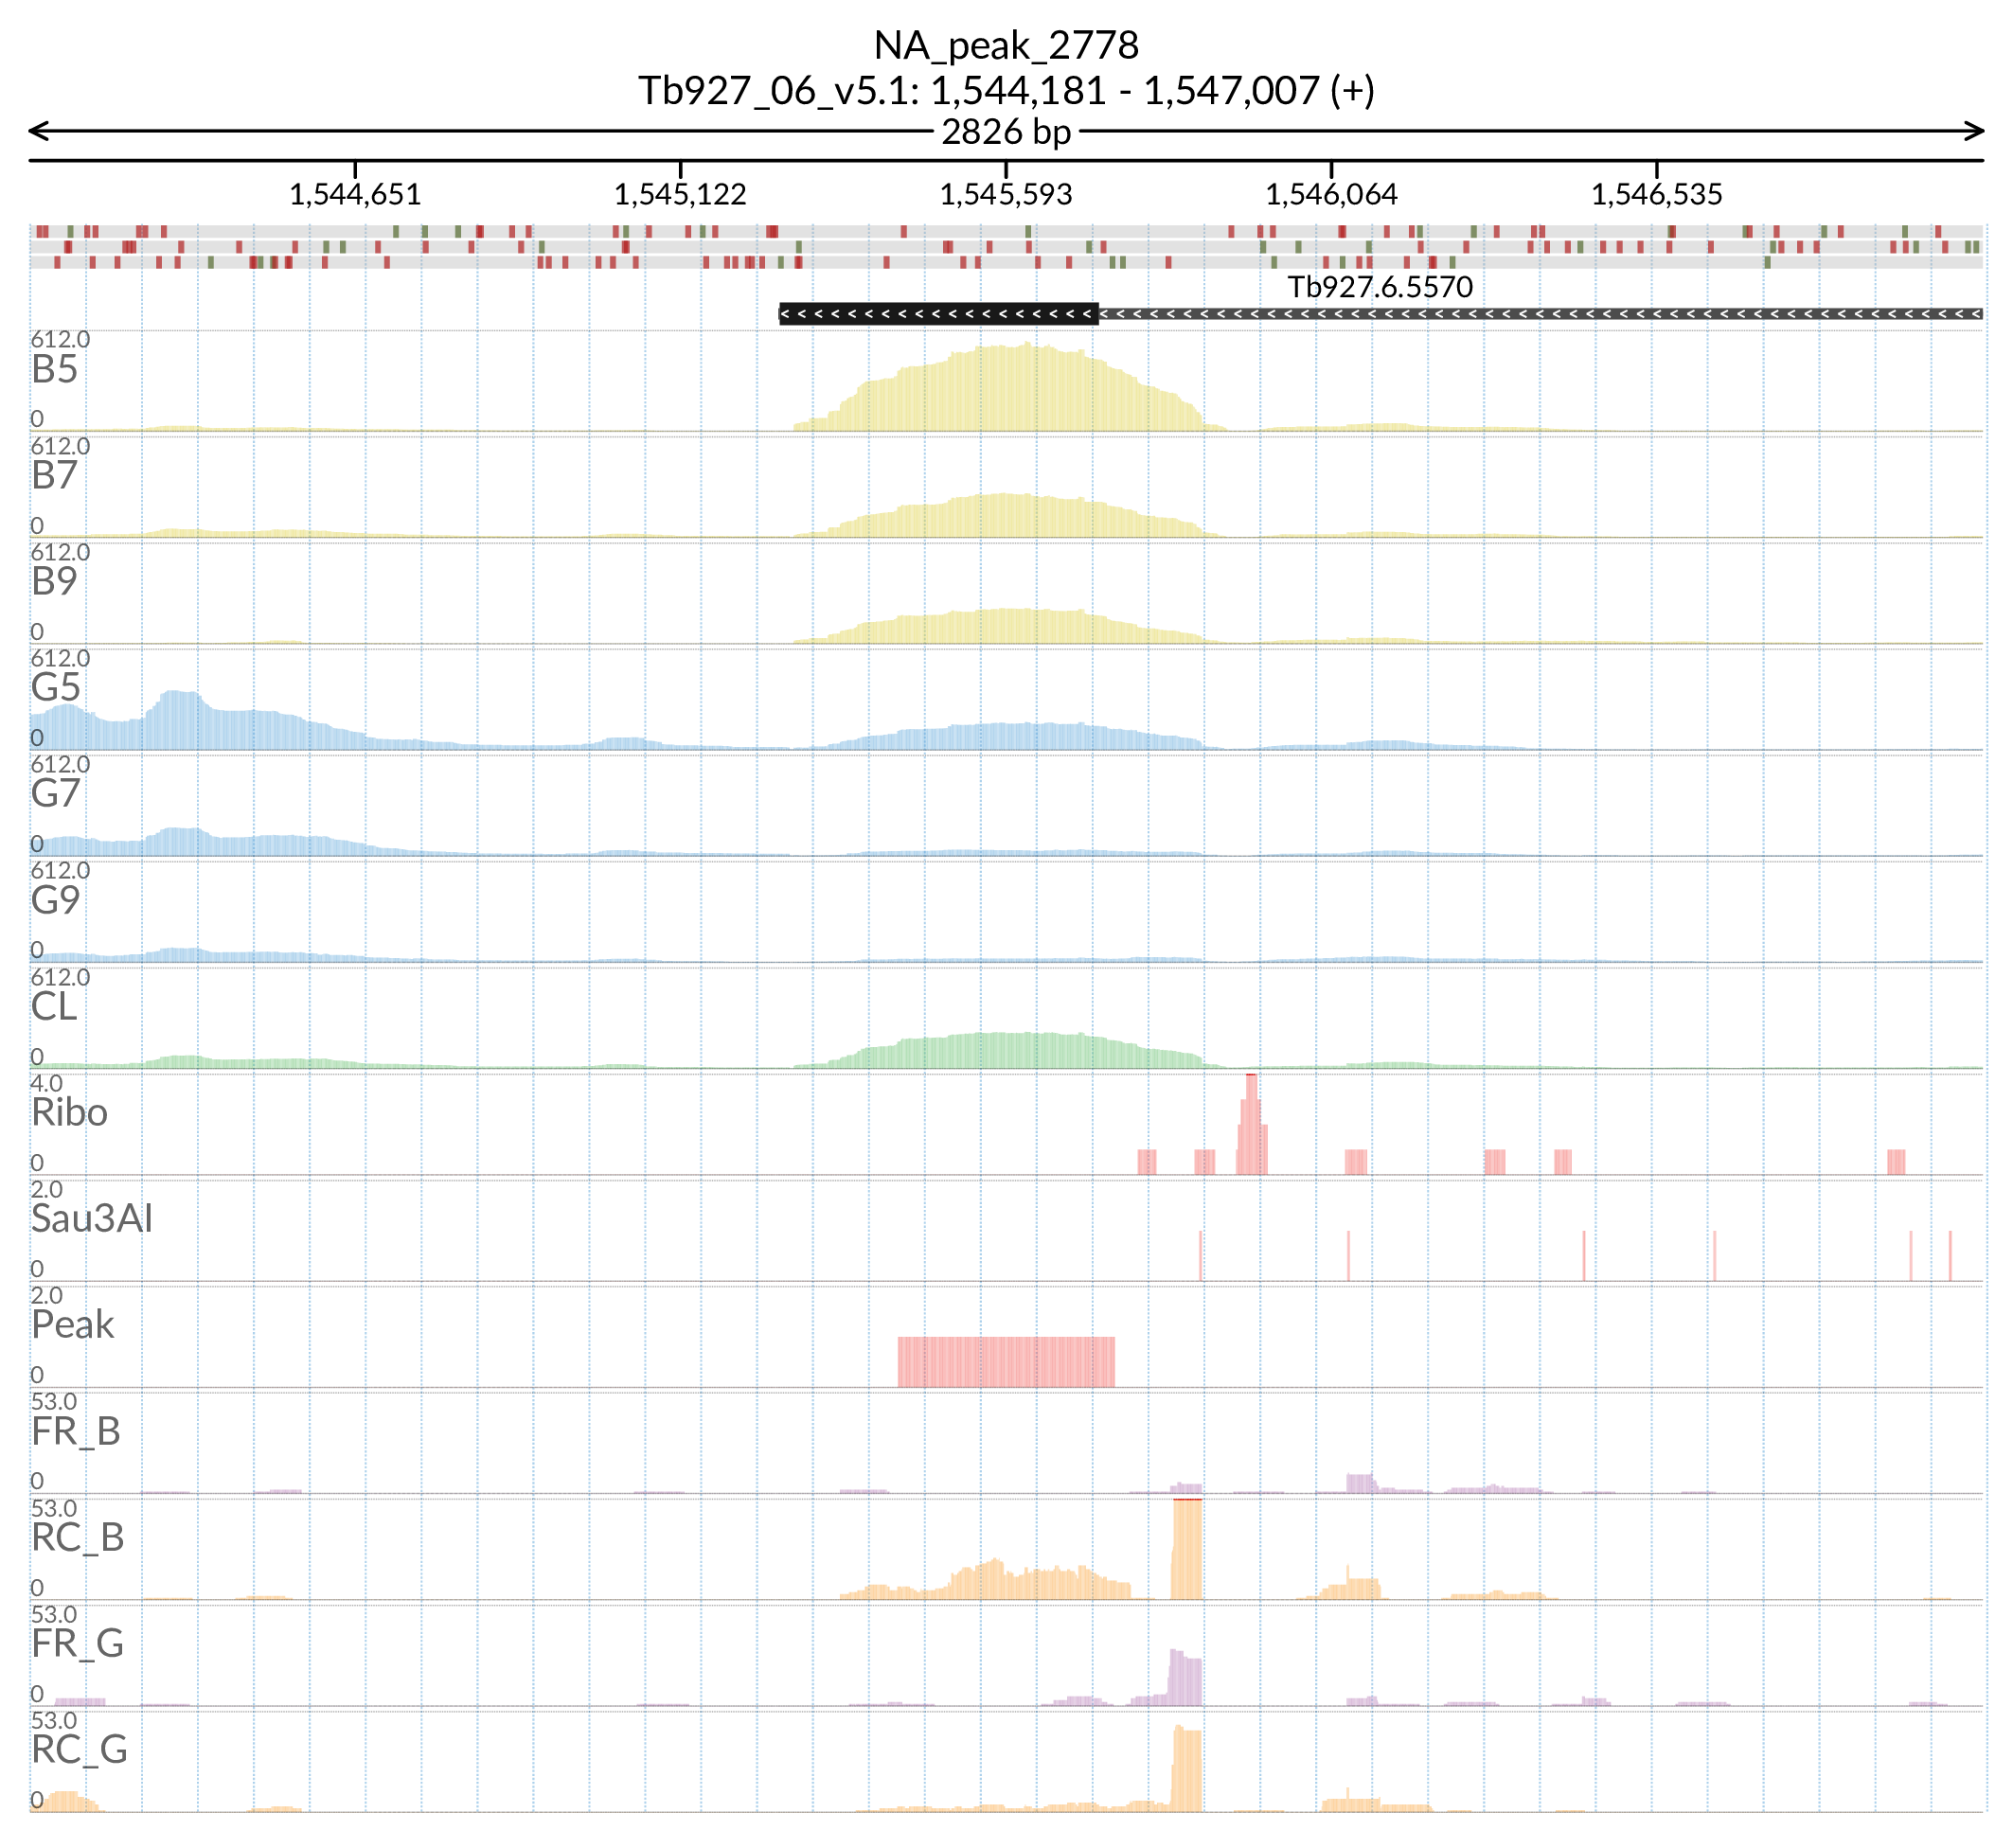 NA_peak_2778
Tb927_06_v5.1: 1,544,181 - 1,547,007 (+)
2826 bp
1,544,651 1,545,122 1,545,593 1,546,064 1,546,535
Tb927.6.5570
612.0
B5
0
612.0
B7
0
612.0
B9
0
612.0
G5
0
612.0
G7
0
612.0
G9
0
612.0
CL
0
4.0
Ribo
0
2.0
Sau3AI
0
2.0
Peak
0
53.0
FR_B
0
53.0
RC_B
0
53.0
FR_G
0
53.0
RC_G
0